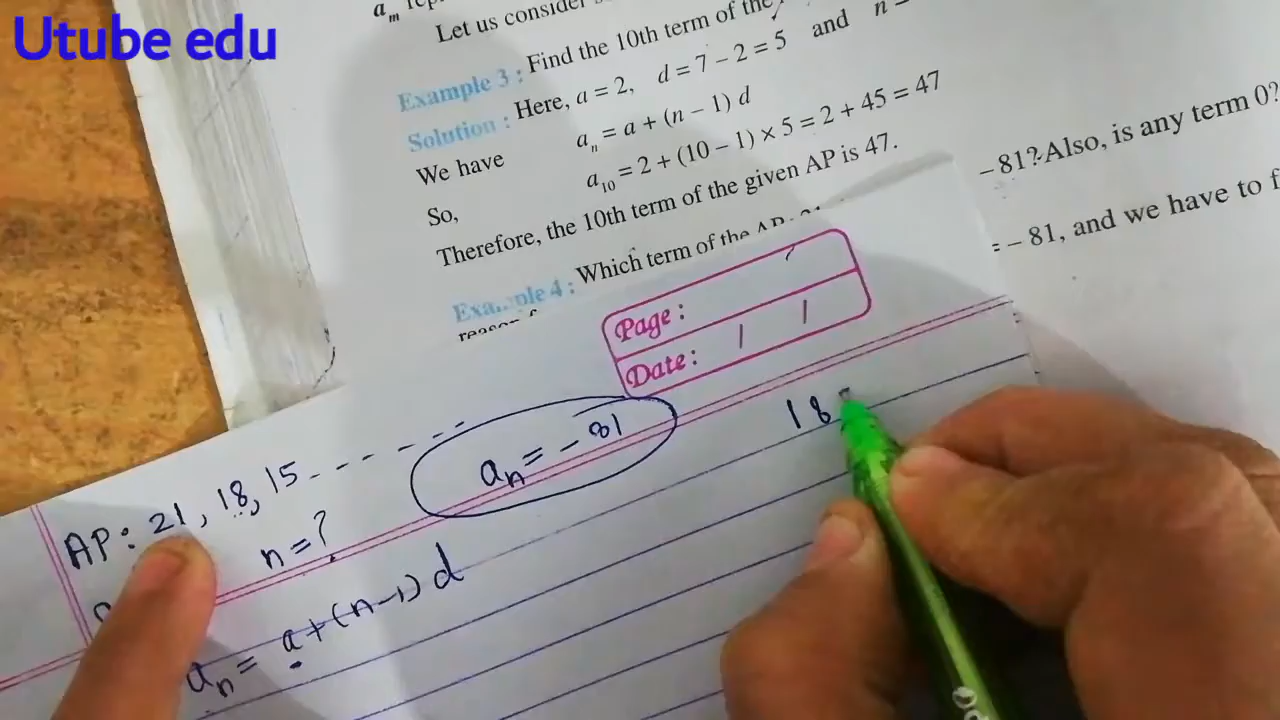 Utube edu
a_m
Let us consider
Example 3 : Find the 10th term of the
Solution : Here, a = 2, d = 7 – 2 = 5 and n
We have a_n = a + (n – 1) d
So, a_10 = 2 + (10 – 1) × 5 = 2 + 45 = 47
Therefore, the 10th term of the given AP is 47.
4 : Which term of the AP: 21 – 81? Also, is any term 0?
= – 81, and we have to f
Page :
Date : / /
AP : 21 , 18, 15 - - - - - - -
a_n = – 81
18
n = ?
a_n = a + (n-1) d